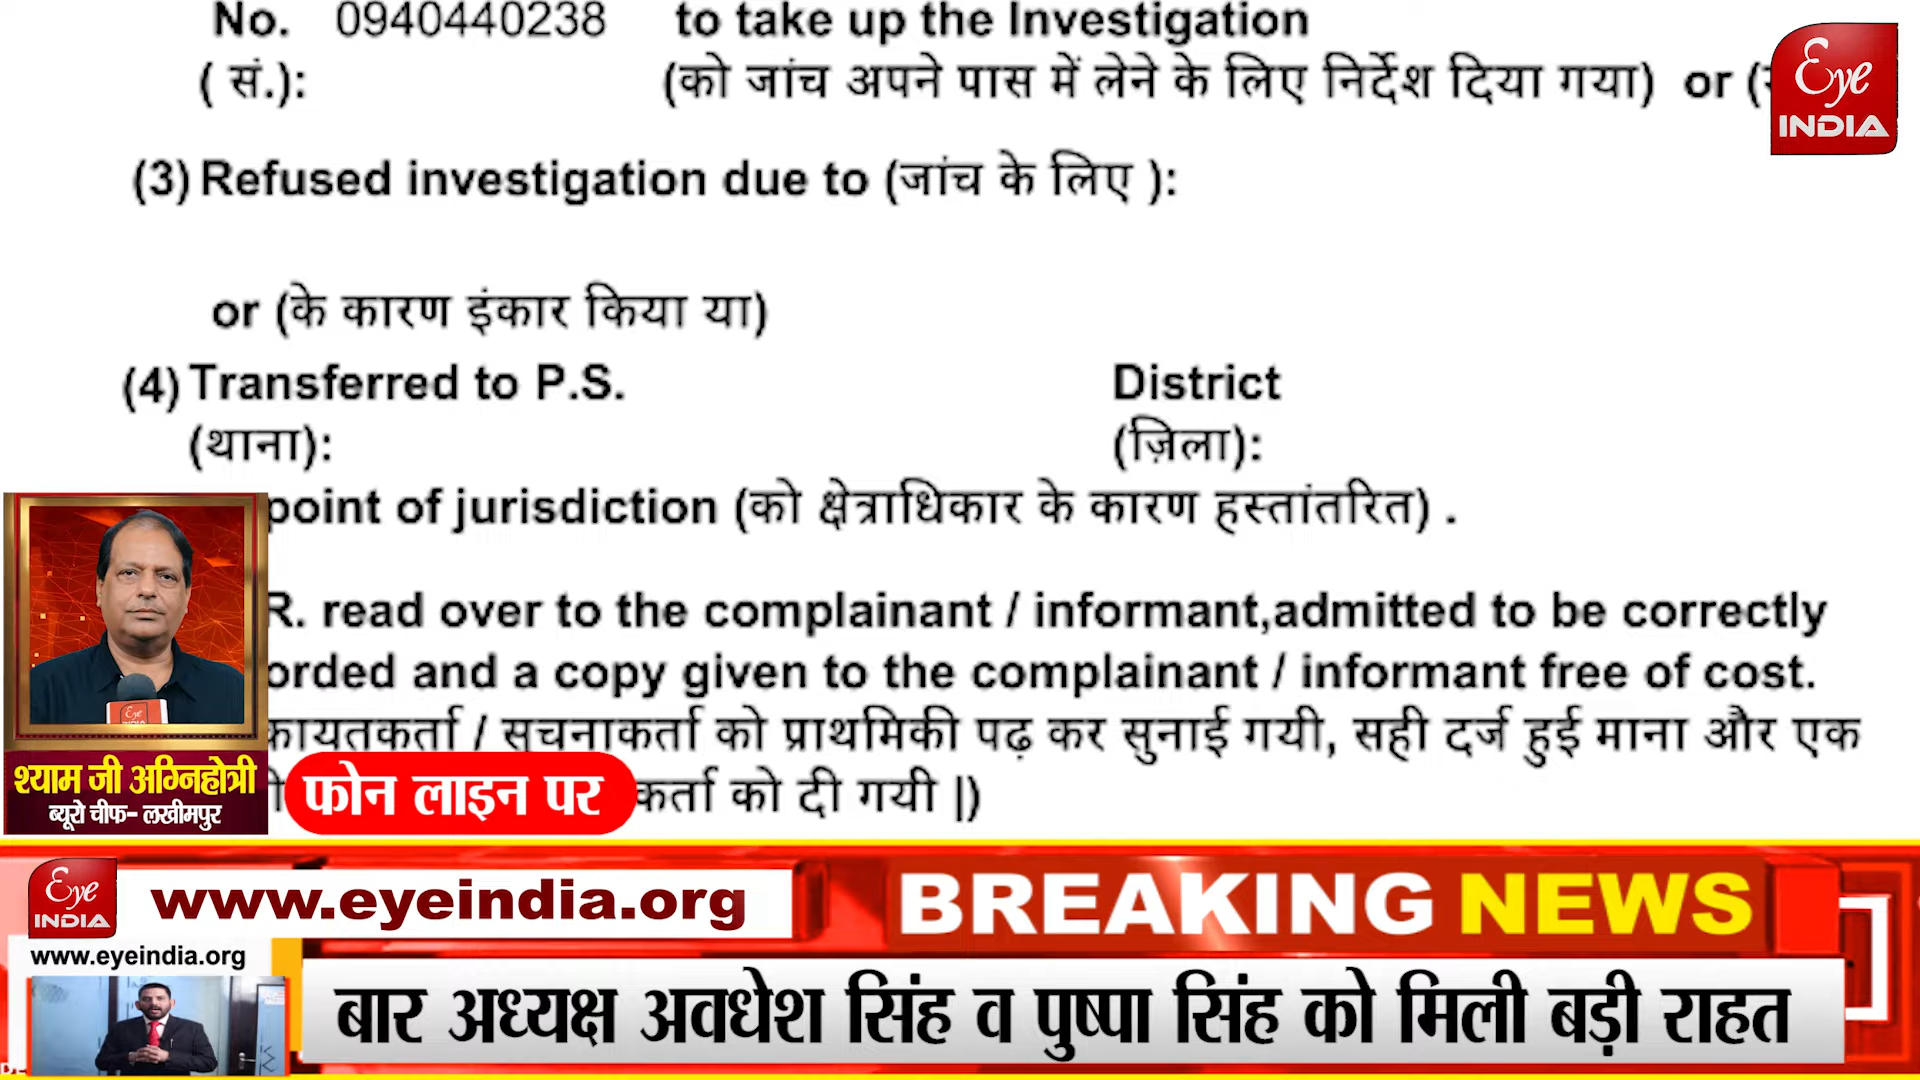 No. 0940440238 to take up the Investigation
( सं.): (को जांच अपने पास में लेने के लिए निर्देश दिया गया) or (
Eye
INDIA
(3) Refused investigation due to (जांच के लिए ):
or (के कारण इंकार किया या)
(4) Transferred to P.S. District
(थाना): (ज़िला):
point of jurisdiction (को क्षेत्राधिकार के कारण हस्तांतरित) .
R. read over to the complainant / informant,admitted to be correctly
orded and a copy given to the complainant / informant free of cost.
कायतकर्ता / सूचनाकर्ता को प्राथमिकी पढ़ कर सुनाई गयी, सही दर्ज हुई माना और एक
कर्ता को दी गयी |)
Eye
INDIA
श्याम जी अग्निहोत्री
ब्यूरो चीफ- लखीमपुर
फोन लाइन पर
Eye
INDIA
www.eyeindia.org
BREAKING NEWS
www.eyeindia.org
बार अध्यक्ष अवधेश सिंह व पुष्पा सिंह को मिली बड़ी राहत